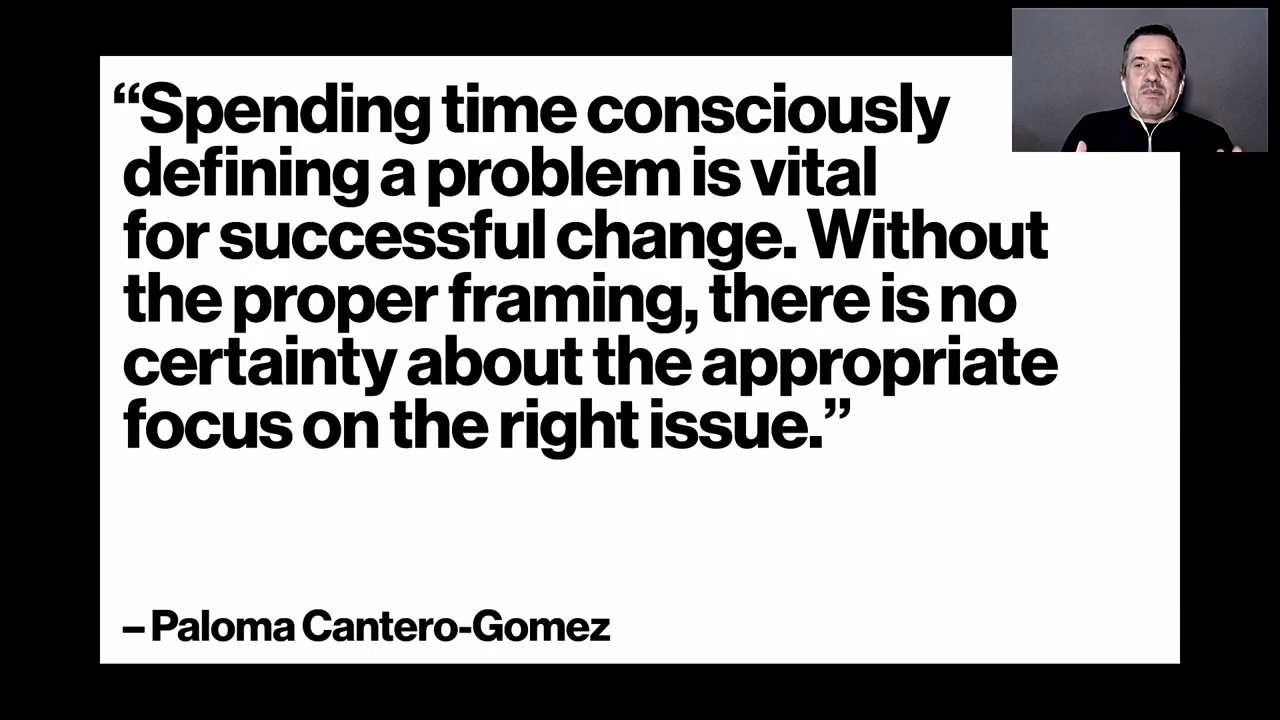 “Spending time consciously
defining a problem is vital
for successful change. Without
the proper framing, there is no
certainty about the appropriate
focus on the right issue.”
– Paloma Cantero-Gomez